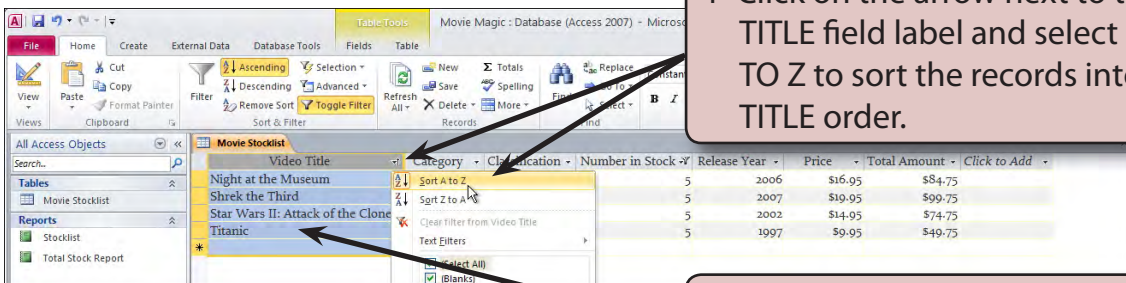 Table Tools
Movie Magic : Database (Access 2007) - Micros
File Home Create External Data Database Tools Fields Table
View
Views
Paste
Cut
Copy
Format Painter
Clipboard
Filter
Ascending
Descending
Remove Sort
Selection
Advanced
Toggle Filter
Sort & Filter
Refresh All
New
Save
Delete
Totals
Spelling
More
Records
Replace
Select
B I
Click on the arrow next to
TITLE field label and select
TO Z to sort the records
TITLE order.
All Access Objects
Search..
Tables
Movie Stocklist
Reports
Stocklist
Total Stock Report
Movie Stocklist
Video Title Category Classification Number in Stock Release Year Price Total Amount Click to Add
Night at the Museum 5 2006 $16.95 $84.75
Shrek the Third 5 2007 $19.95 $99.75
Star Wars II: Attack of the Clone 5 2002 $14.95 $74.75
Titanic 5 1997 $9.95 $49.75
Sort A to Z
Sort Z to A
Clear filter from Video Title
Text Filters
(Select All)
(Blanks)